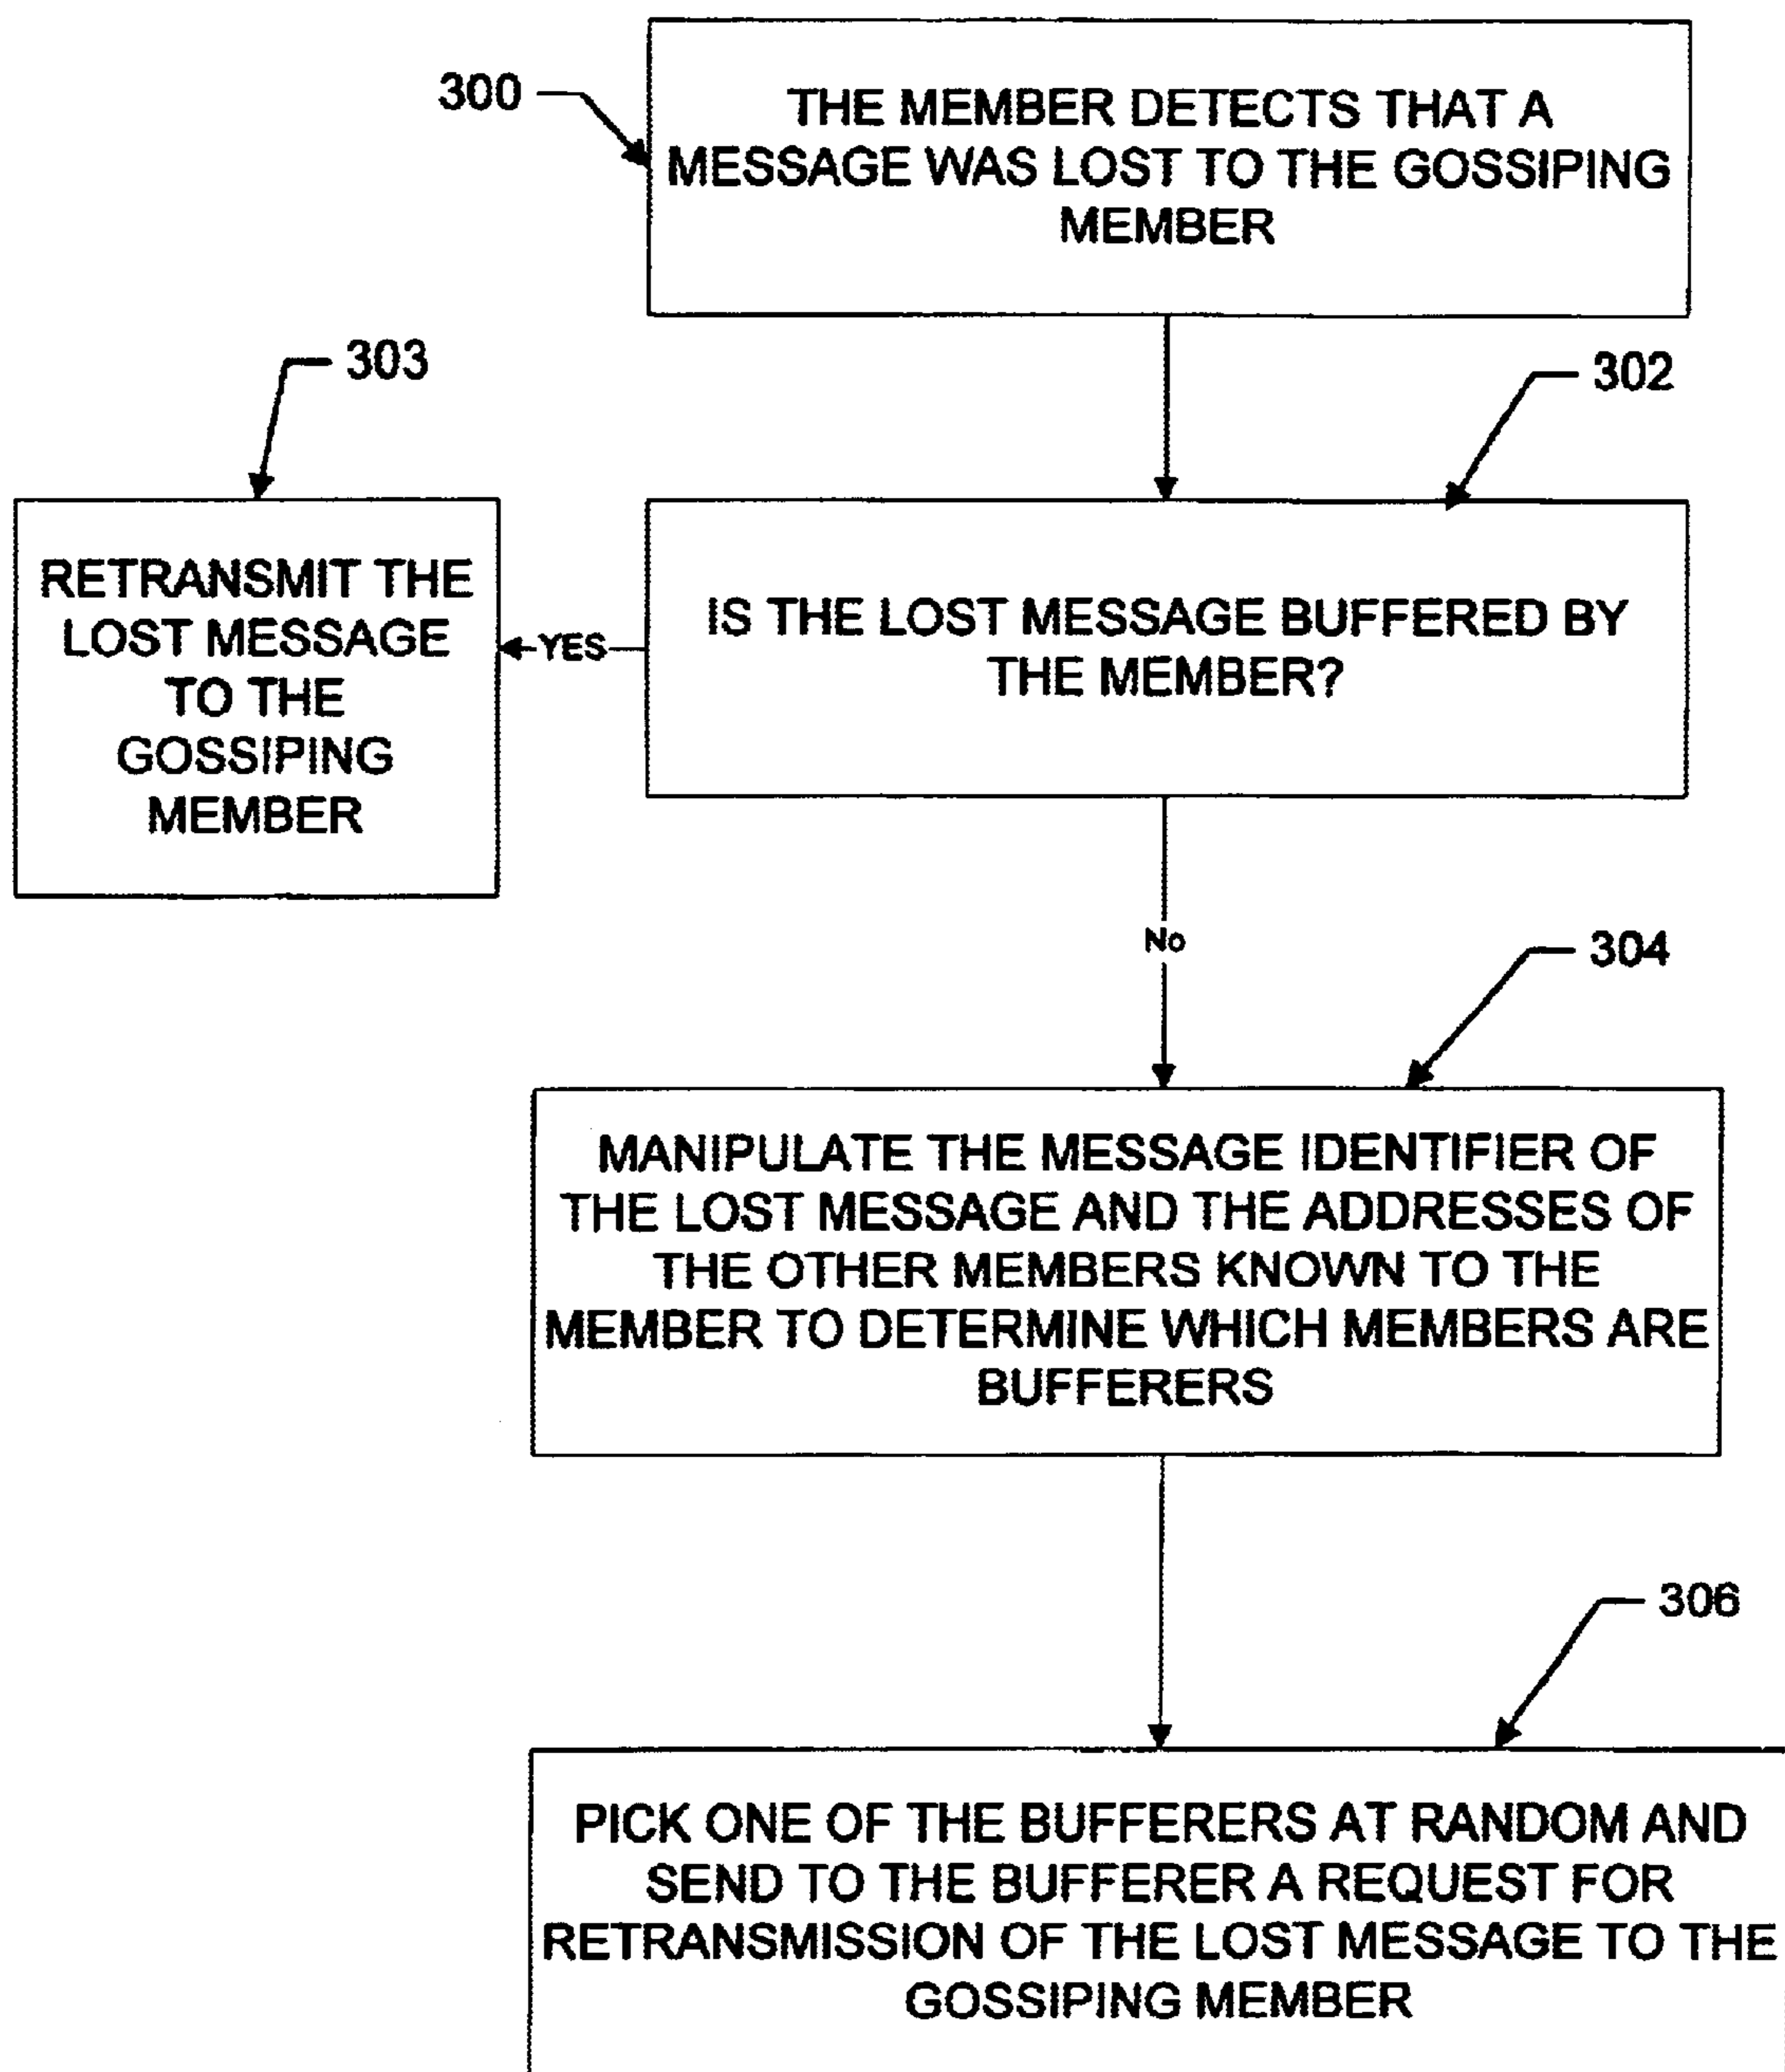 300
THE MEMBER DETECTS THAT A
MESSAGE WAS LOST TO THE GOSSIPING
MEMBER
303
302
RETRANSMIT THE
LOST MESSAGE
TO THE
GOSSIPING
MEMBER
YES
IS THE LOST MESSAGE BUFFERED BY
THE MEMBER?
No
304
MANIPULATE THE MESSAGE IDENTIFIER OF
THE LOST MESSAGE AND THE ADDRESSES OF
THE OTHER MEMBERS KNOWN TO THE
MEMBER TO DETERMINE WHICH MEMBERS ARE
BUFFERERS
306
PICK ONE OF THE BUFFERERS AT RANDOM AND
SEND TO THE BUFFERER A REQUEST FOR
RETRANSMISSION OF THE LOST MESSAGE TO THE
GOSSIPING MEMBER